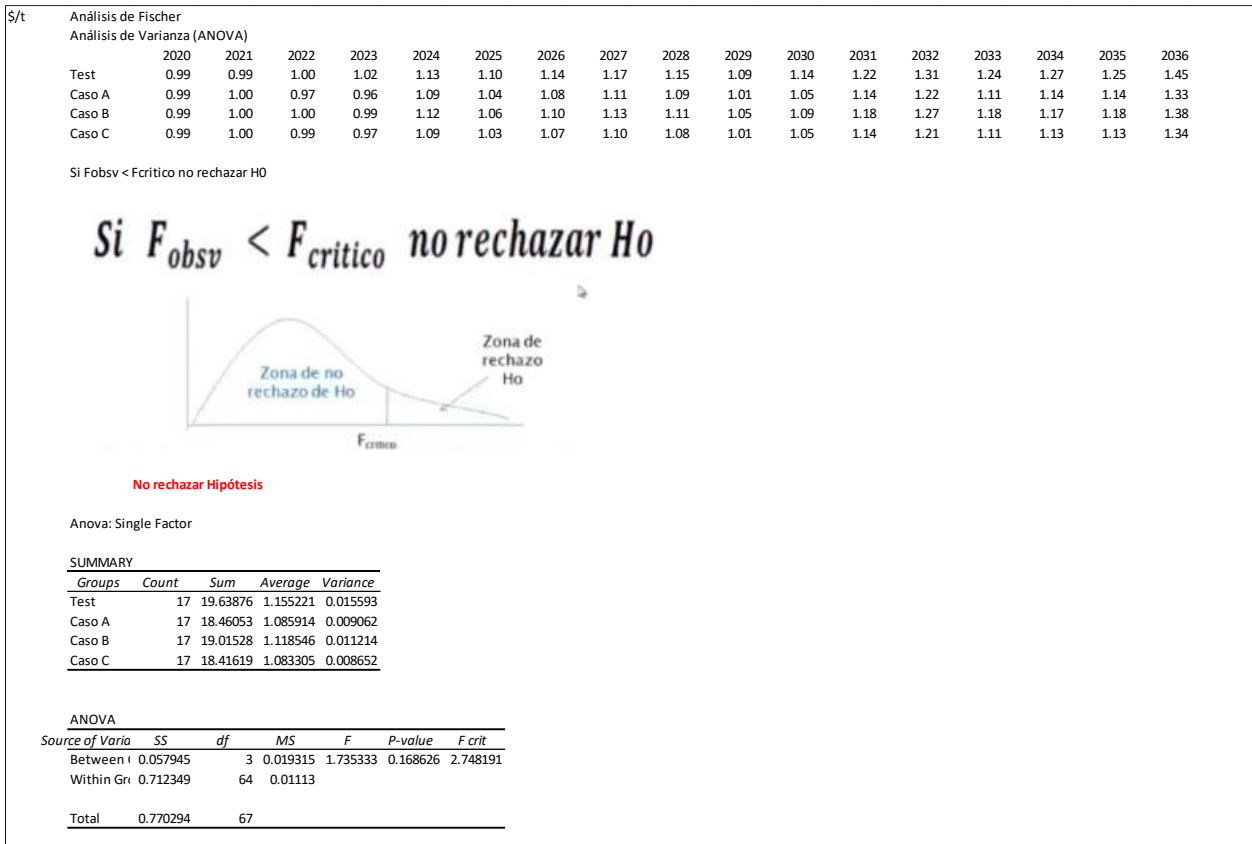 $/t Análisis de Fischer
Análisis de Varianza (ANOVA)
2020 2021 2022 2023 2024 2025 2026 2027 2028 2029 2030 2031 2032 2033 2034 2035 2036
Test 0.99 0.99 1.00 1.02 1.13 1.10 1.14 1.17 1.15 1.09 1.14 1.22 1.31 1.24 1.27 1.25 1.45
Caso A 0.99 1.00 0.97 0.96 1.09 1.04 1.08 1.11 1.09 1.01 1.05 1.14 1.22 1.11 1.14 1.14 1.33
Caso B 0.99 1.00 1.00 0.99 1.12 1.06 1.10 1.13 1.11 1.05 1.09 1.18 1.27 1.18 1.17 1.18 1.38
Caso C 0.99 1.00 0.99 0.97 1.09 1.03 1.07 1.10 1.08 1.01 1.05 1.14 1.21 1.11 1.13 1.13 1.34
Si Fobsv < Fcritico no rechazar H0
Si F obsv < F critico no rechazar Ho
Zona de
rechazo
Ho
Zona de no
rechazo de Ho
F critico
No rechazar Hipótesis
Anova: Single Factor
SUMMARY
Groups Count Sum Average Variance
Test 17 19.63876 1.155221 0.015593
Caso A 17 18.46053 1.085914 0.009062
Caso B 17 19.01528 1.118546 0.011214
Caso C 17 18.41619 1.083305 0.008652
ANOVA
Source of Varia SS df MS F P-value F crit
Between 0.057945 3 0.019315 1.735333 0.168626 2.748191
Within Gr 0.712349 64 0.01113
Total 0.770294 67